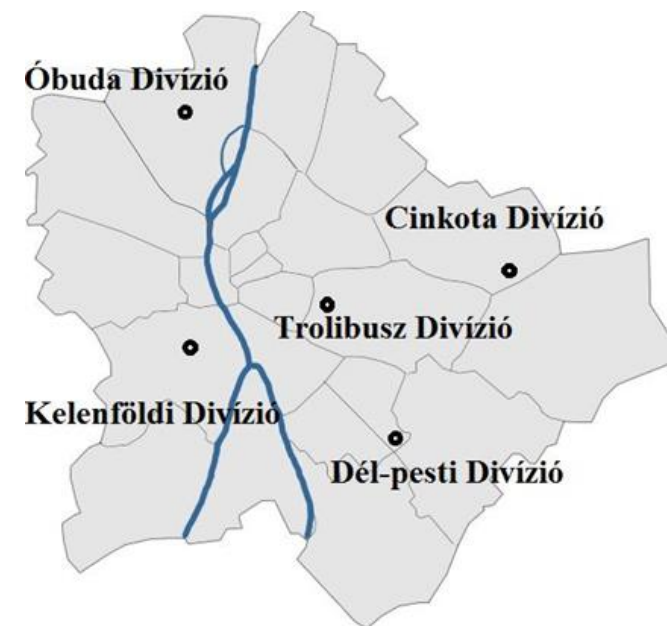 Óbuda Divízió
Cinkota Divízió
Trolibusz Divízió
Kelenföldi Divízió
Dél-pesti Divízió